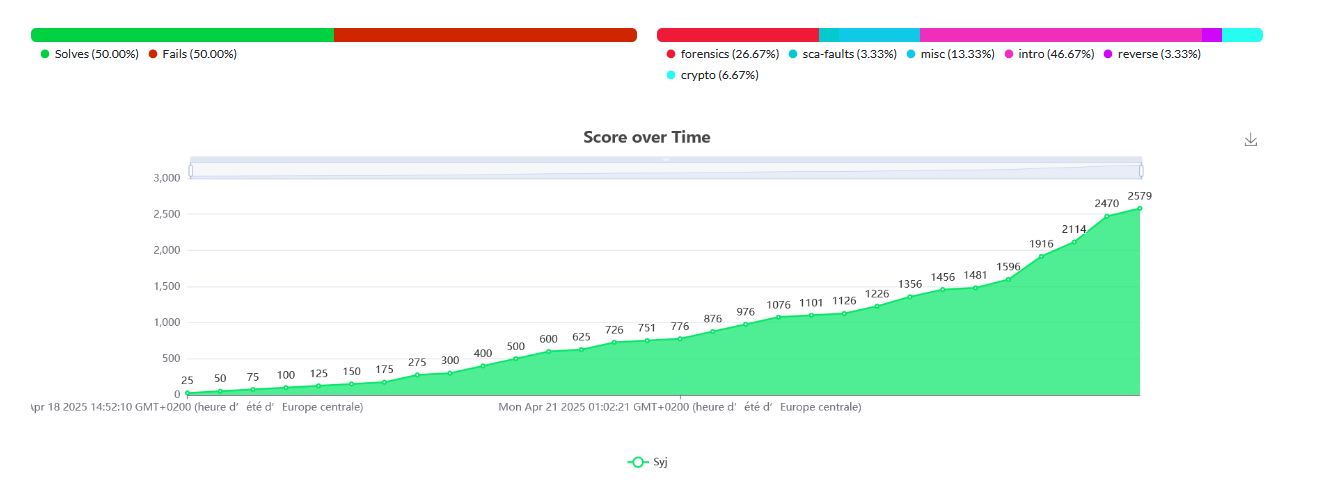 Solves (50.00%) Fails (50.00%)
forensics (26.67%) sca-faults (3.33%) misc (13.33%) intro (46.67%) reverse (3.33%)
crypto (6.67%)
Score over Time
3,000
2,500
2,000
1,500
1,000
500
0
25 50 75 100 125 150 175 275 300 400 500 600 625 726 751 776 876 976 1076 1101 1126 1226 1356 1456 1481 1596 1916 2114 2470 2579
Apr 18 2025 14:52:10 GMT+0200 (heure d’été d’Europe centrale) Mon Apr 21 2025 01:02:21 GMT+0200 (heure d’été d’Europe centrale)
Syj